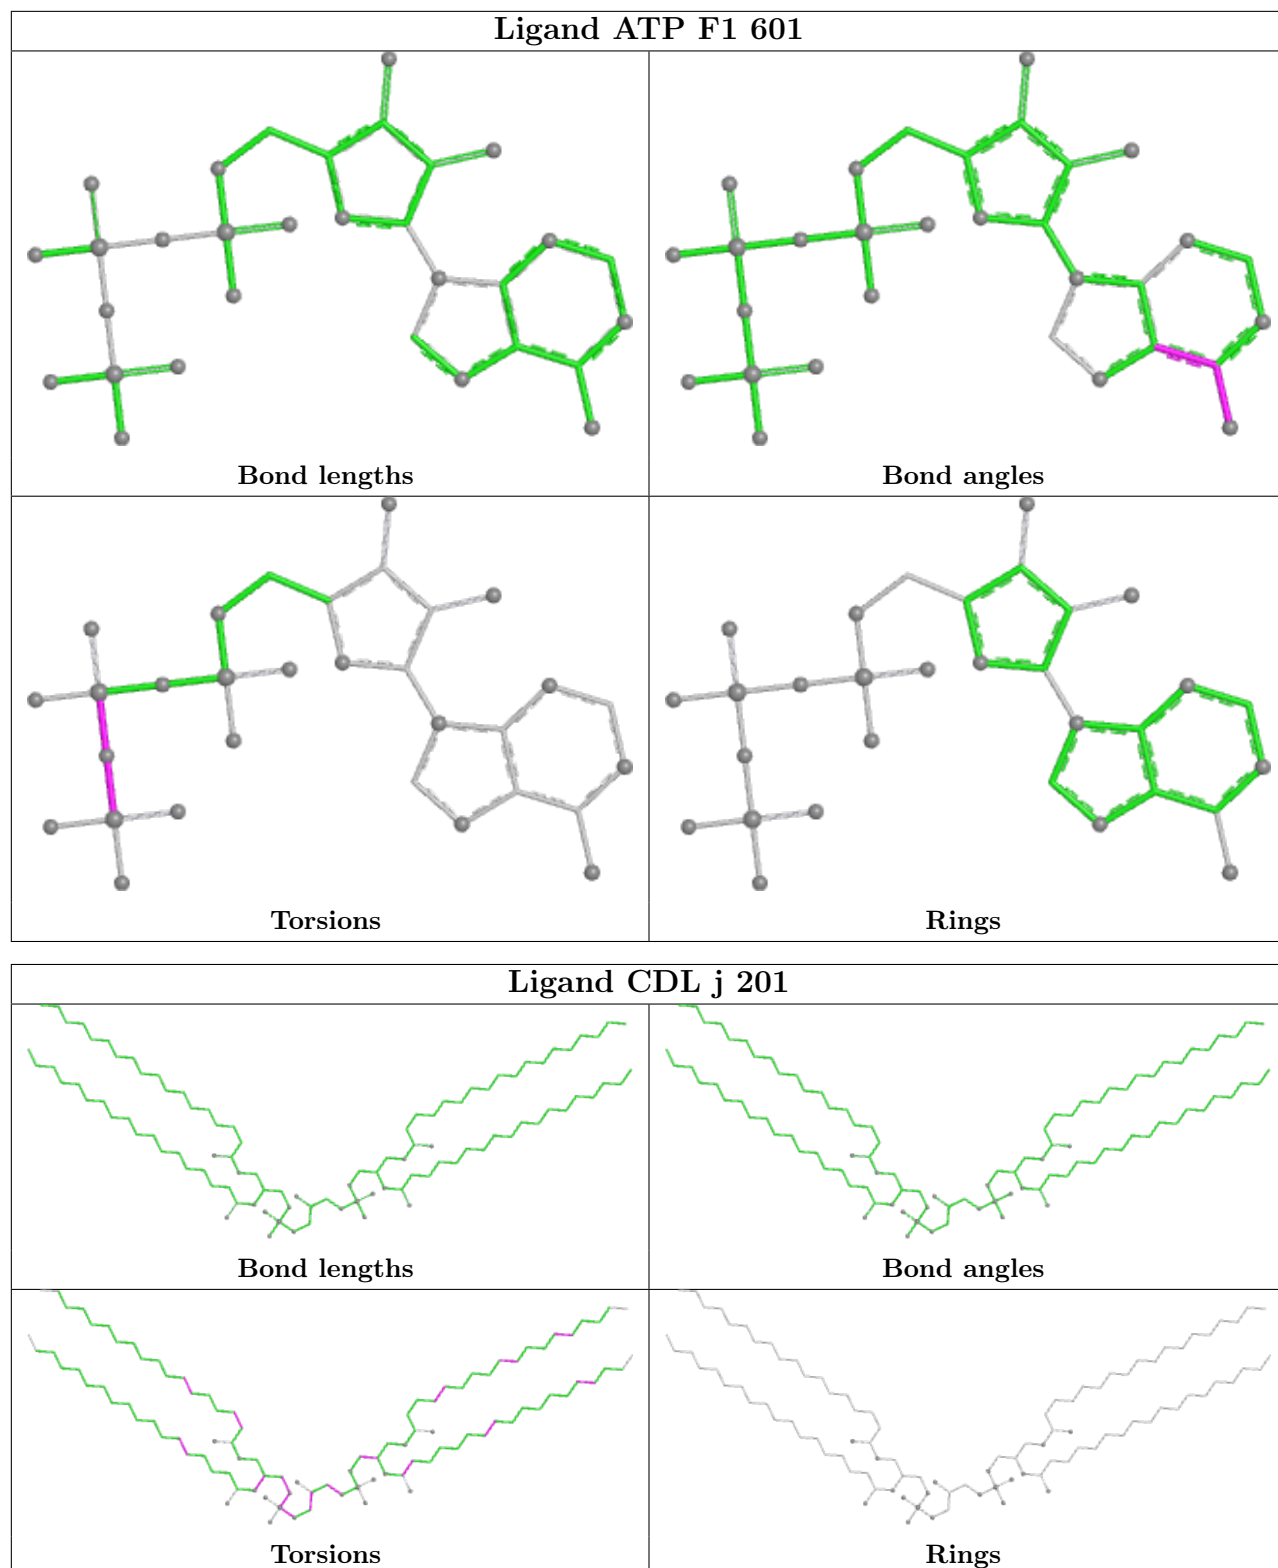 Ligand ATP F1 601
Bond lengths
Bond angles
Torsions
Rings
Ligand CDL j 201
Bond lengths
Bond angles
Torsions
Rings